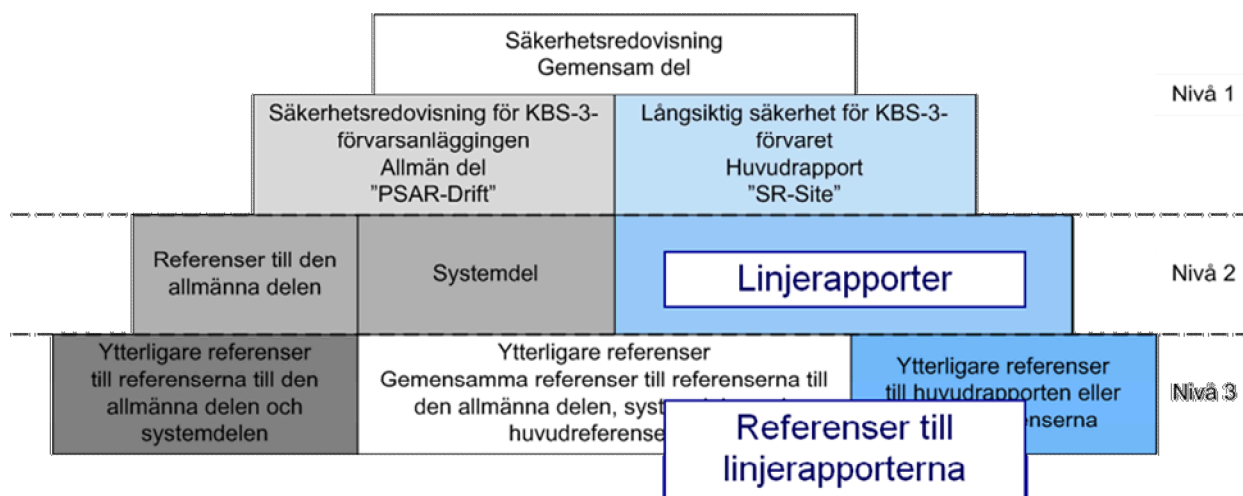 Säkerhetsredovisning
Gemensam del
Säkerhetsredovisning för KBS-3-
förvarsanläggingen
Allmän del
”PSAR-Drift”
Långsiktig säkerhet för KBS-3-
förvaret
Huvudrapport
”SR-Site”
Nivå 1
Referenser till den
allmänna delen
Systemdel
Linjerapporter
Nivå 2
Ytterligare referenser
till referenserna till den
allmänna delen och
systemdelen
Ytterligare referenser
Gemensamma referenser till referenserna till
den allmänna delen,
Ytterligare referenser
till huvudrapporten eller
Nivå 3
Referenser till
linjerapporterna